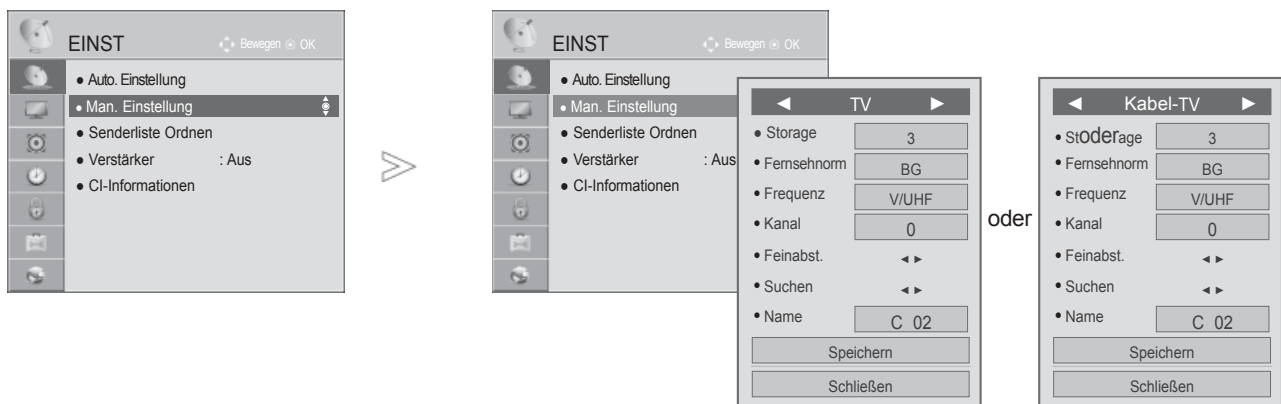 EINST Bewegen OK
● Auto. Einstellung
● Man. Einstellung
● Senderliste Ordnen
● Verstärker : Aus
● CI-Informationen
EINST Bewegen OK
● Auto. Einstellung
● Man. Einstellung
● Senderliste Ordnen
● Verstärker : Aus
● CI-Informationen
◄ TV ►
● Storage 3
● Fernsehnorm BG
● Frequenz V/UHF
● Kanal 0
● Feinabst. ◄ ►
● Suchen ◄ ►
● Name C 02
Speichern
Schließen
oder
◄ Kabel-TV ►
● Stoderage 3
● Fernsehnorm BG
● Frequenz V/UHF
● Kanal 0
● Feinabst. ◄ ►
● Suchen ◄ ►
● Name C 02
Speichern
Schließen